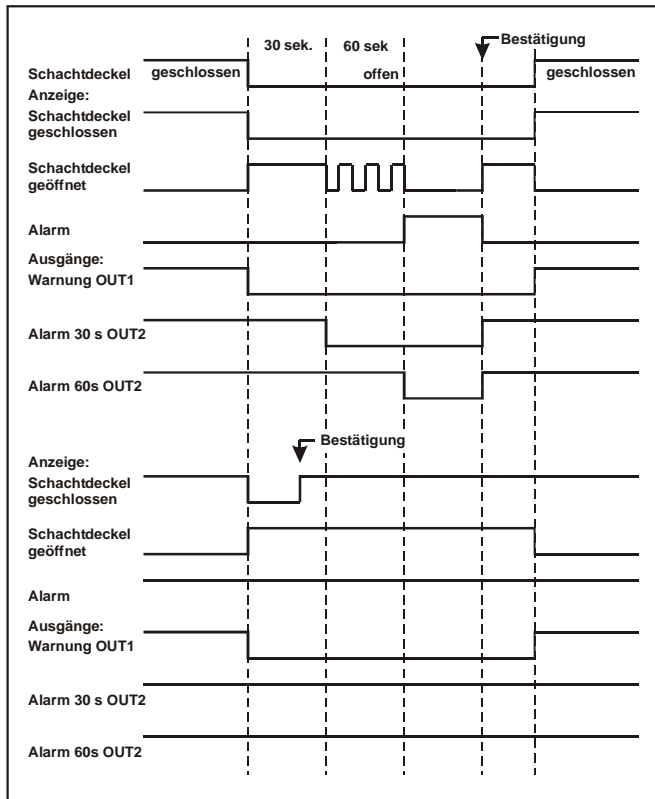 30 sek. 60 sek Bestätigung
Schachtdeckel geschlossen offen geschlossen
Anzeige:
Schachtdeckel
geschlossen
Schachtdeckel
geöffnet
Alarm
Ausgänge:
Warnung OUT1
Alarm 30 s OUT2
Alarm 60s OUT2
Bestätigung
Anzeige:
Schachtdeckel
geschlossen
Schachtdeckel
geöffnet
Alarm
Ausgänge:
Warnung OUT1
Alarm 30 s OUT2
Alarm 60s OUT2